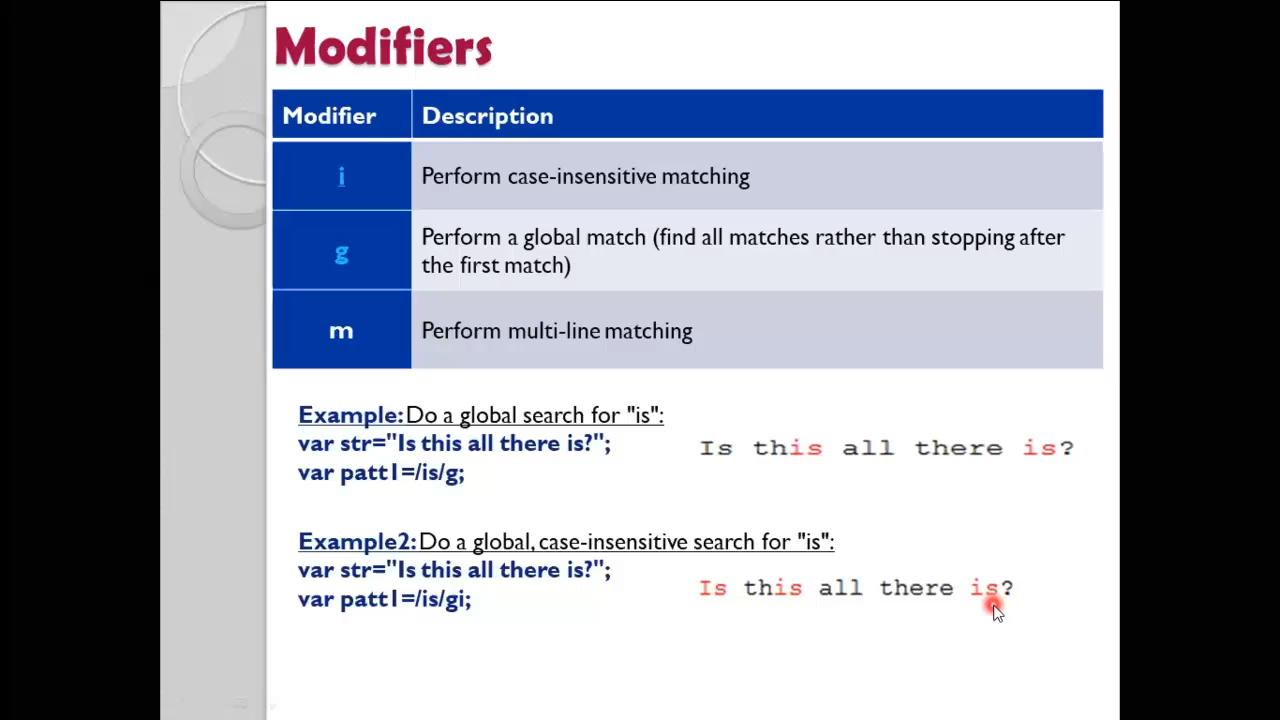 Modifiers
Modifier Description
i Perform case-insensitive matching
g Perform a global match (find all matches rather than stopping after
the first match)
m Perform multi-line matching
Example: Do a global search for "is":
var str="Is this all there is?";
var patt1=/is/g;
Is this all there is?
Example2: Do a global, case-insensitive search for "is":
var str="Is this all there is?";
var patt1=/is/gi;
Is this all there is?